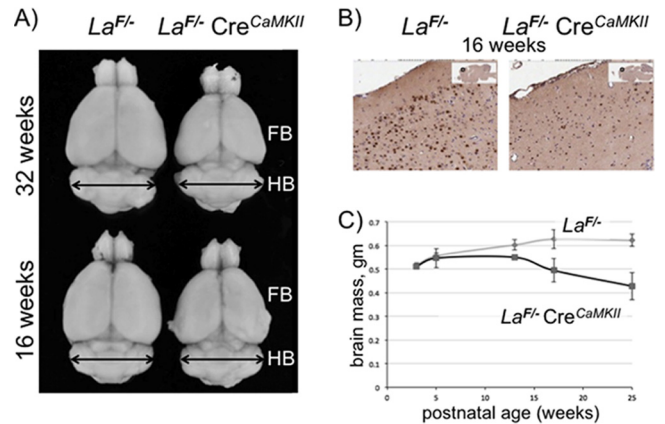 A)
La^F/- La^F/- Cre^CaMKII
32 weeks
FB
HB
16 weeks
FB
HB
B)
La^F/- La^F/- Cre^CaMKII
16 weeks
C)
brain mass, gm
0.7
0.6
0.5
0.4
0.3
0.2
0.1
0
La^F/-
La^F/- Cre^CaMKII
0 5 10 15 20 25
postnatal age (weeks)